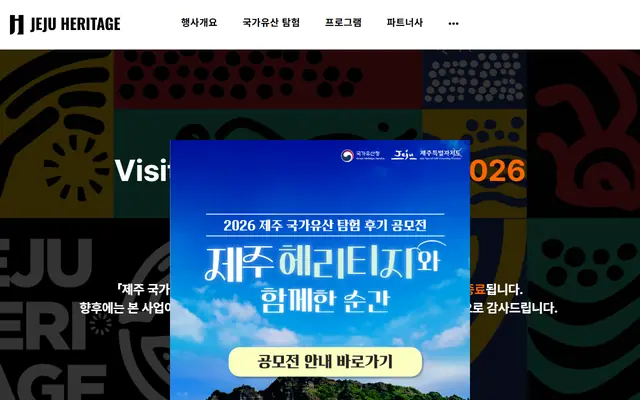 JEJU HERITAGE
행사개요 국가유산 탐험 프로그램 파트너사 •••
국가유산청 Jeju 제주특별자치도
Visit 2026
2026 제주 국가유산 탐험 후기 공모전
제주 헤리티지와
함께한 순간
「제주 국가 종료됩니다.
향후에는 본 사업이 으로 감사드립니다.
공모전 안내 바로가기
EJU
HERI
AGE